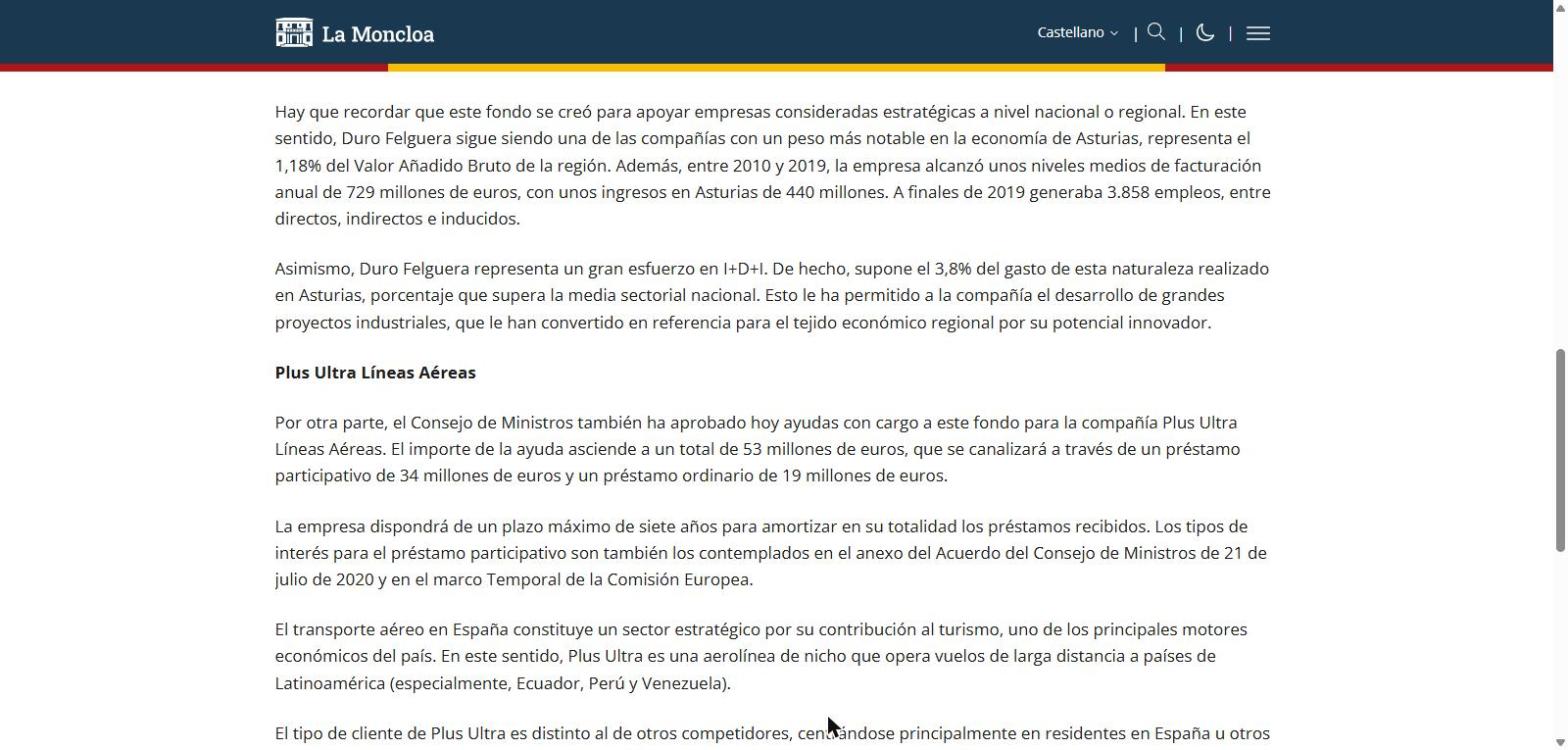 La Moncloa
Castellano
Hay que recordar que este fondo se creó para apoyar empresas consideradas estratégicas a nivel nacional o regional. En este
sentido, Duro Felguera sigue siendo una de las compañías con un peso más notable en la economía de Asturias, representa el
1,18% del Valor Añadido Bruto de la región. Además, entre 2010 y 2019, la empresa alcanzó unos niveles medios de facturación
anual de 729 millones de euros, con unos ingresos en Asturias de 440 millones. A finales de 2019 generaba 3.858 empleos, entre
directos, indirectos e inducidos.
Asimismo, Duro Felguera representa un gran esfuerzo en I+D+I. De hecho, supone el 3,8% del gasto de esta naturaleza realizado
en Asturias, porcentaje que supera la media sectorial nacional. Esto le ha permitido a la compañía el desarrollo de grandes
proyectos industriales, que le han convertido en referencia para el tejido económico regional por su potencial innovador.
Plus Ultra Líneas Aéreas
Por otra parte, el Consejo de Ministros también ha aprobado hoy ayudas con cargo a este fondo para la compañía Plus Ultra
Líneas Aéreas. El importe de la ayuda asciende a un total de 53 millones de euros, que se canalizará a través de un préstamo
participativo de 34 millones de euros y un préstamo ordinario de 19 millones de euros.
La empresa dispondrá de un plazo máximo de siete años para amortizar en su totalidad los préstamos recibidos. Los tipos de
interés para el préstamo participativo son también los contemplados en el anexo del Acuerdo del Consejo de Ministros de 21 de
julio de 2020 y en el marco Temporal de la Comisión Europea.
El transporte aéreo en España constituye un sector estratégico por su contribución al turismo, uno de los principales motores
económicos del país. En este sentido, Plus Ultra es una aerolínea de nicho que opera vuelos de larga distancia a países de
Latinoamérica (especialmente, Ecuador, Perú y Venezuela).
El tipo de cliente de Plus Ultra es distinto al de otros competidores, centrándose principalmente en residentes en España u otros